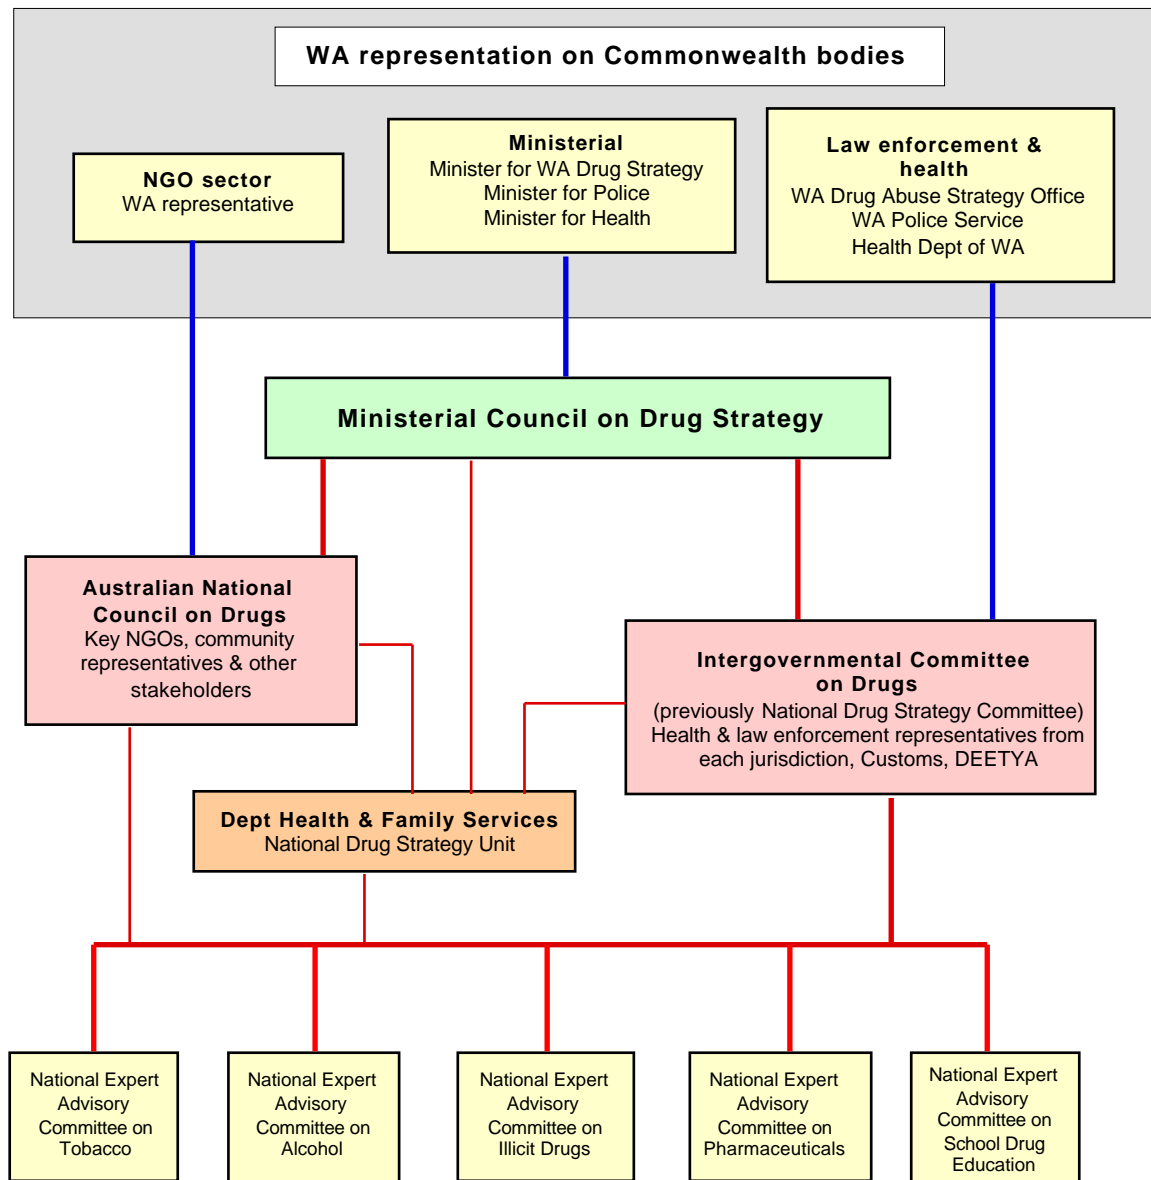 WA representation on Commonwealth bodies
NGO sector
WA representative
Ministerial
Minister for WA Drug Strategy
Minister for Police
Minister for Health
Law enforcement &
health
WA Drug Abuse Strategy Office
WA Police Service
Health Dept of WA
Ministerial Council on Drug Strategy
Australian National
Council on Drugs
Key NGOs, community
representatives & other
stakeholders
Intergovernmental Committee
on Drugs
(previously National Drug Strategy Committee)
Health & law enforcement representatives from
each jurisdiction, Customs, DEETYA
Dept Health & Family Services
National Drug Strategy Unit
National Expert
Advisory
Committee on
Tobacco
National Expert
Advisory
Committee on
Alcohol
National Expert
Advisory
Committee on
Illicit Drugs
National Expert
Advisory
Committee on
Pharmaceuticals
National Expert
Advisory
Committee on
School Drug
Education